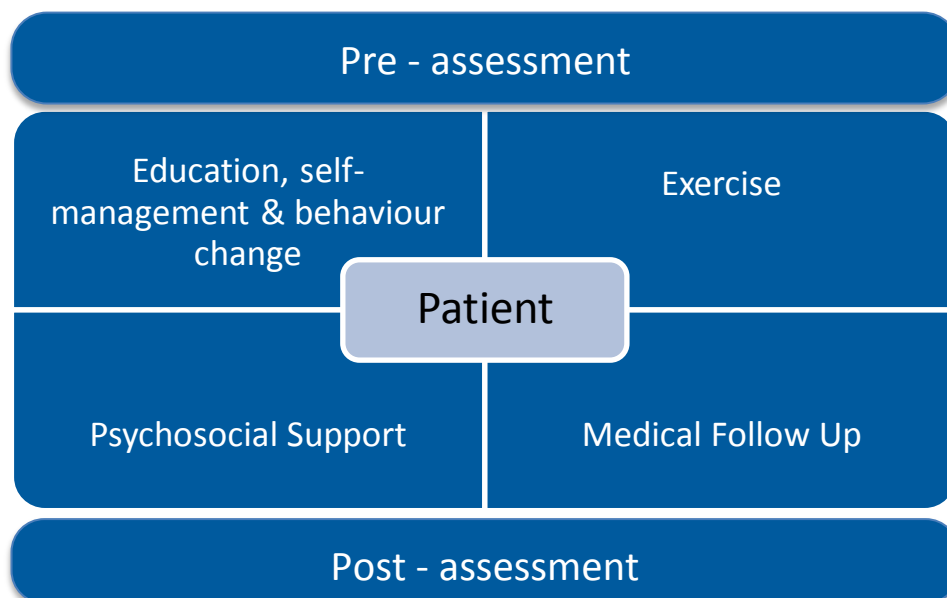 Pre - assessment
Education, self-
management & behaviour
change
Exercise
Patient
Psychosocial Support
Medical Follow Up
Post - assessment